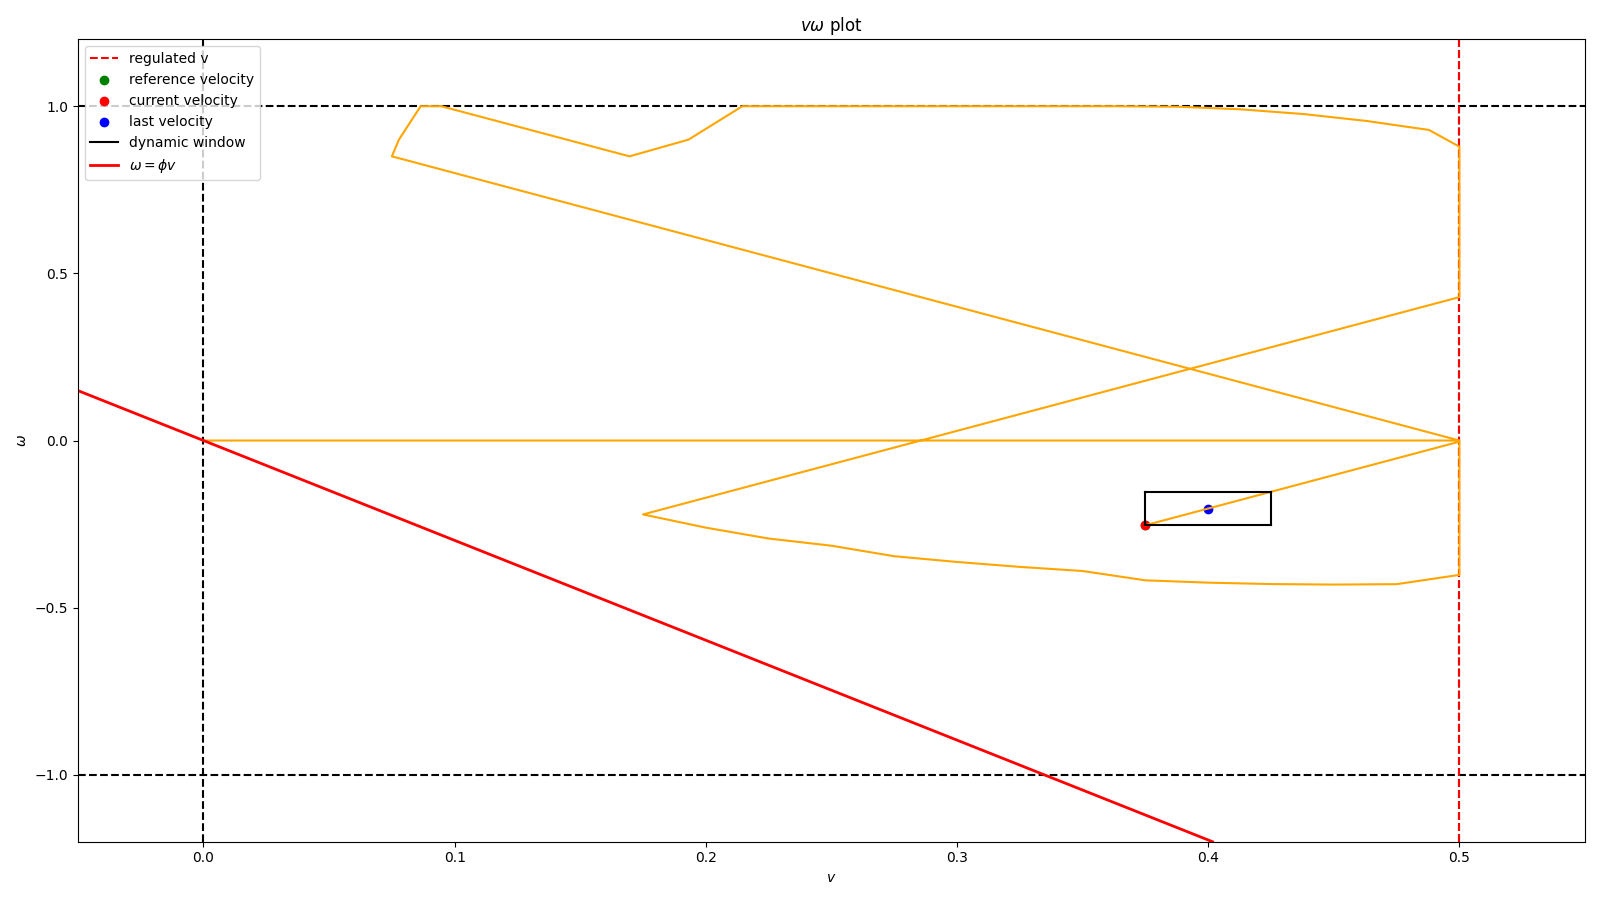 vω plot
regulated v
reference velocity
current velocity
last velocity
dynamic window
ω = ϕv
1.0
0.5
0.0
−0.5
−1.0
ω
0.0 0.1 0.2 0.3 0.4 0.5
v